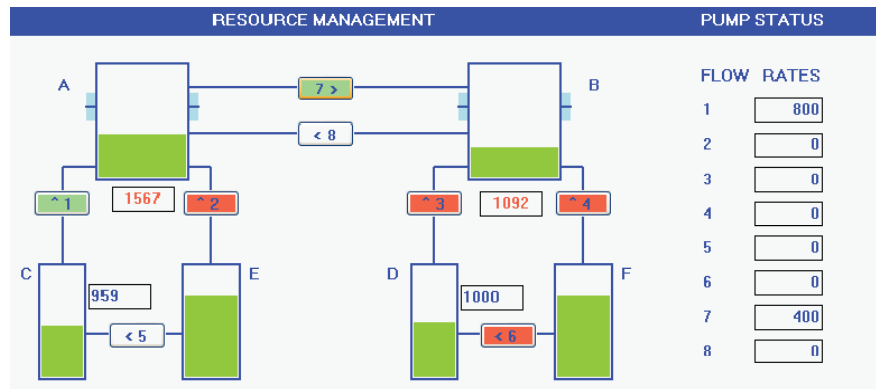 RESOURCE MANAGEMENT
PUMP STATUS
A
7 >
B
< 8
^ 1
1567
^ 2
^ 3
1092
^ 4
C
959
E
< 5
D
1000
F
< 6
FLOW RATES
1 800
2 0
3 0
4 0
5 0
6 0
7 400
8 0